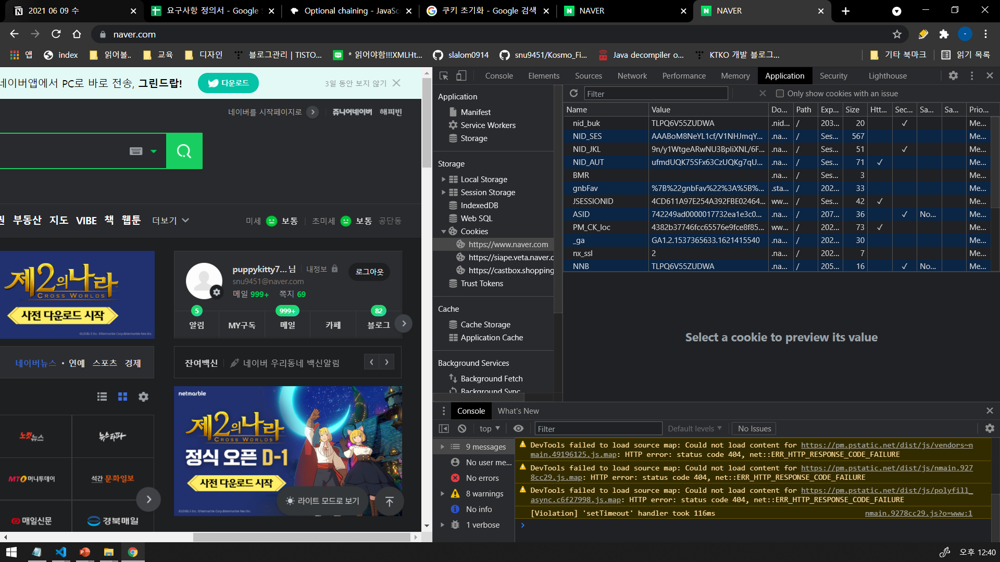 2021 06 09 수
요구사항 정의서 - Google S
Optional chaining - JavaSc
쿠키 초기화 - Google 검색
NAVER
NAVER
naver.com
앱
index
읽어볼..
교육
디자인
블로그관리 | TISTO...
* 읽어야함!!!XMLHt...
slalom0914
snu9451/Kosmo_Fi...
Java decompiler o...
KTKO 개발 블로그...
기타 북마크
읽기 목록
네이버앱에서 PC로 바로 전송, 그린드랍!
다운로드
3일 동안 보지 않기
네이버를 시작페이지로
쥬니어네이버 해피빈
부동산 지도 VIBE 책 웹툰 더보기
미세 보통 초미세 보통 공단동
제2의나라
CROSS WORLDS
사전 다운로드 시작
puppykitty7...님 내정보
로그아웃
snu9451@naver.com
메일 999+ 쪽지 69
5 999+ 82
알림 MY구독 메일 카페 블로그
네이버뉴스 • 연예 스포츠 경제
잔여백신 네이버 우리동네 백신알림
노컷뉴스
뉴스타파
MTO 머니투데이
석간 문화일보
매일신문
경북매일
netmarble
제2의나라
CROSS WORLDS
정식 오픈 D-1
사전 다운로드 시작
라이트 모드로 보기
Console Elements Sources Network Performance Memory Application Security Lighthouse
Application
Manifest
Service Workers
Storage
Storage
Local Storage
Session Storage
IndexedDB
Web SQL
Cookies
https://www.naver.com
https://siape.veta.naver.c
https://castbox.shopping
Trust Tokens
Cache
Cache Storage
Application Cache
Background Services
Background Fetch
Background Sync
Filter
Only show cookies with an issue
Name Value Do... Path Exp... Size Htt... Sec... Sa... Sa... Prio...
nid_buk TLPQ6V55ZUDWA .nid... / 203... 20 ✓ Me...
NID_SES AAABoM8NeYL1cf/V1NHJmqY... .na... / Ses... 567 Me...
NID_JKL 9n/y1WtgeARwNU3BpIiXNL/6F... .na... / Ses... 51 ✓ Me...
NID_AUT ufmdUQK75SFx63CzUQKg7qU... .na... / Ses... 71 ✓ Me...
BMR .na... / Ses... 3 Me...
gnbFav %7B%22gnbFav%22%3A%5B%... .sta... / 202... 33 Me...
JSESSIONID 4CD611A97E254A392FBE02464... ww... / Ses... 42 ✓ Me...
ASID 742249ad0000017732ea1e3c0... .na... / 207... 36 ✓ No... Me...
PM_CK_loc 4382b37746fcc65576e9fce8f85... ww... / 202... 73 ✓ Me...
_ga GA1.2.1537365633.1621415540 .na... / 202... 30 Me...
nx_ssl 2 .na... / 202... 7 Me...
NNB TLPQ6V55ZUDWA .na... / 205... 16 ✓ No... Me...
Select a cookie to preview its value
Console What's New
top Filter Default levels No Issues
9 messages
No user me...
No errors
8 warnings
No info
1 verbose
DevTools failed to load source map: Could not load content for https://pm.pstatic.net/dist/js/vendors~n
main.49196125.js.map: HTTP error: status code 404, net::ERR_HTTP_RESPONSE_CODE_FAILURE
DevTools failed to load source map: Could not load content for https://pm.pstatic.net/dist/js/nmain.927
8cc29.js.map: HTTP error: status code 404, net::ERR_HTTP_RESPONSE_CODE_FAILURE
DevTools failed to load source map: Could not load content for https://pm.pstatic.net/dist/js/polyfill_
async.c6f27998.js.map: HTTP error: status code 404, net::ERR_HTTP_RESPONSE_CODE_FAILURE
[Violation] 'setTimeout' handler took 116ms nmain.9278cc29.js?o=www:1
오후 12:40